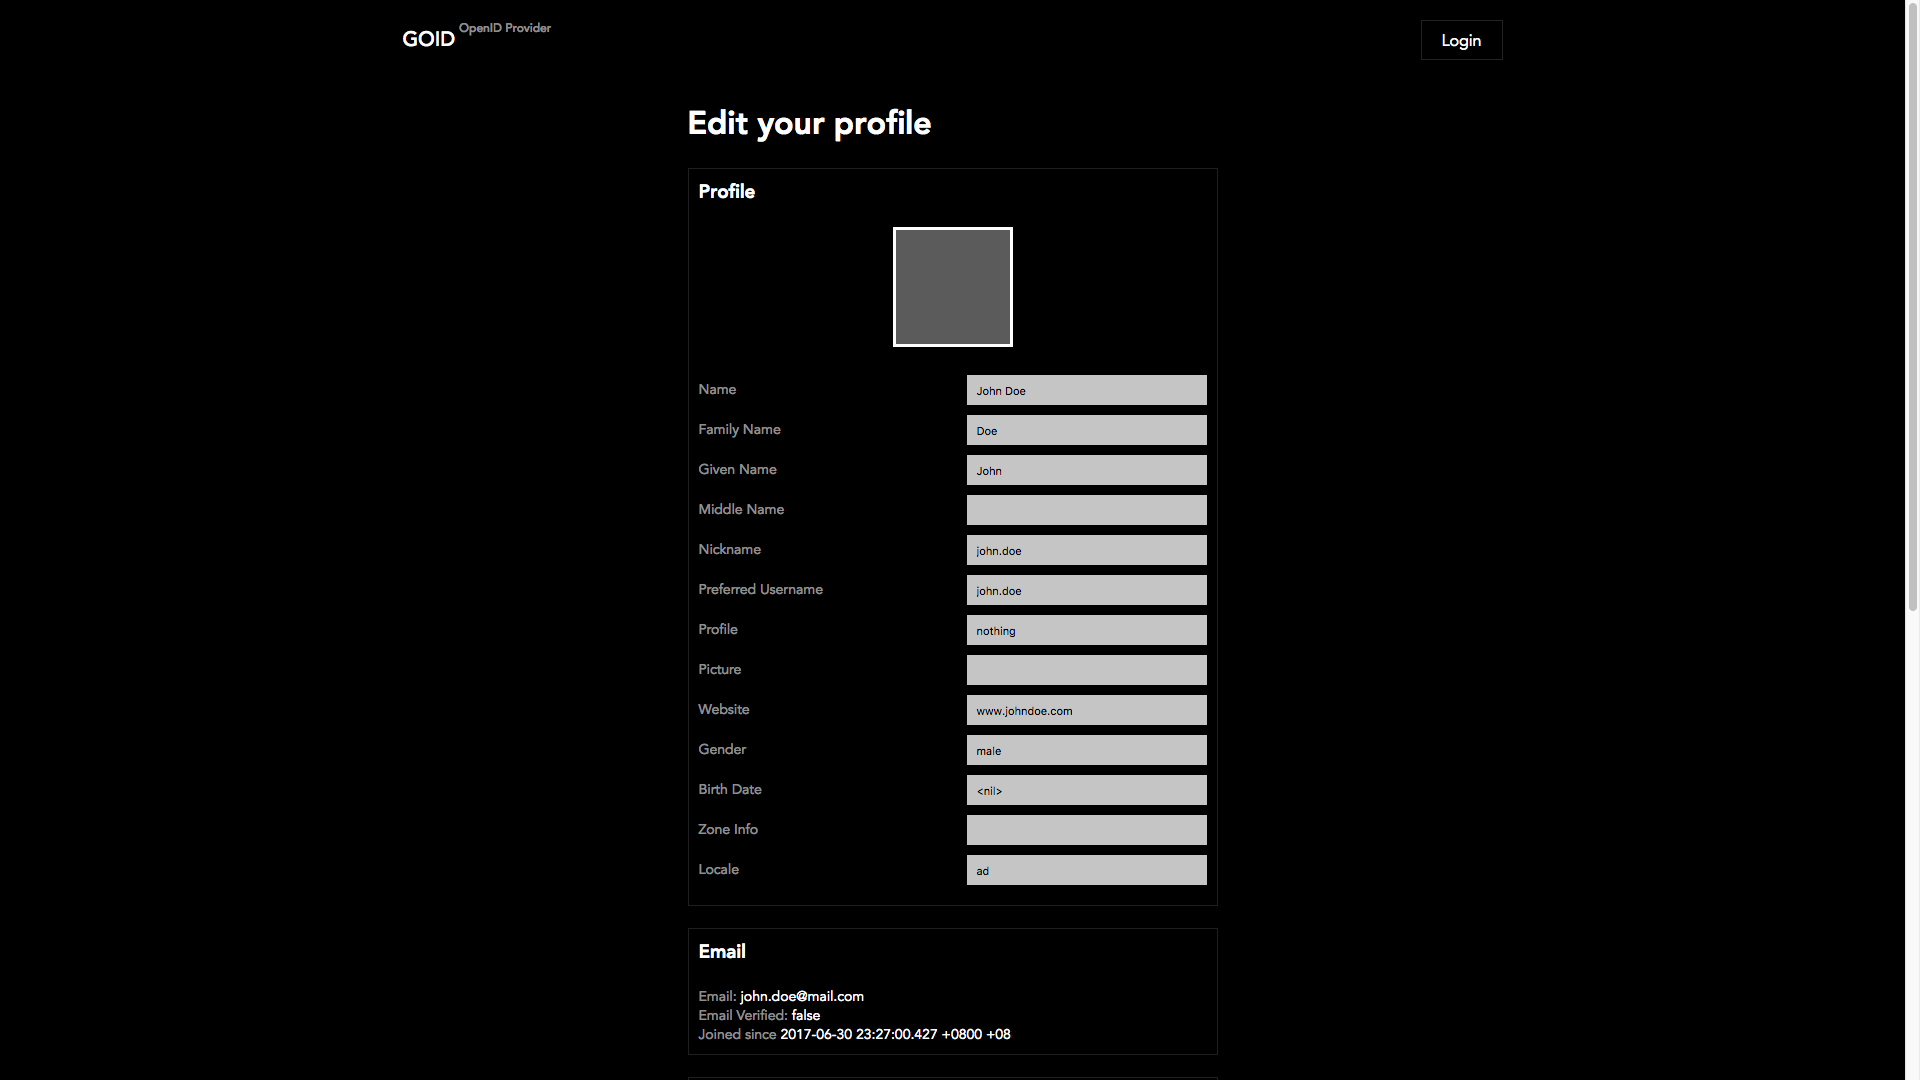 GOID OpenID Provider
Login
Edit your profile
Profile
Name John Doe
Family Name Doe
Given Name John
Middle Name
Nickname john.doe
Preferred Username john.doe
Profile nothing
Picture
Website www.johndoe.com
Gender male
Birth Date <nil>
Zone Info
Locale ad
Email
Email: john.doe@mail.com
Email Verified: false
Joined since 2017-06-30 23:27:00.427 +0800 +08